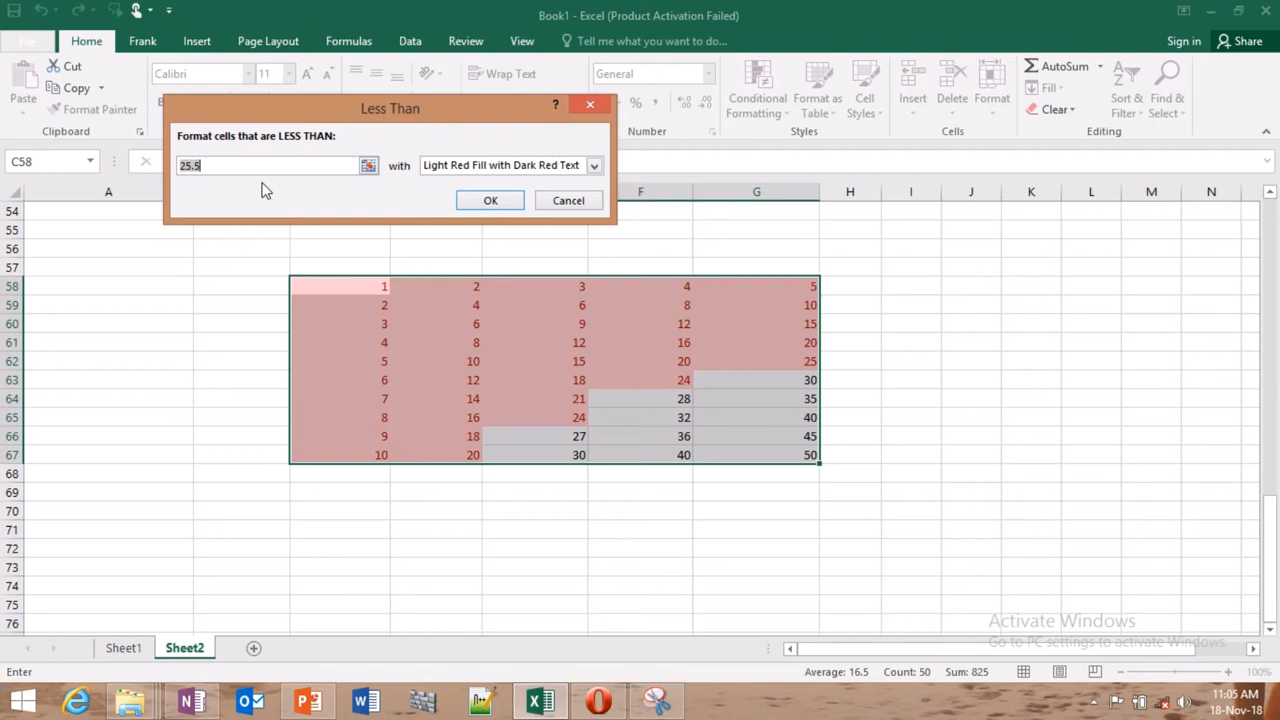 Book1 - Excel (Product Activation Failed)
File Home Frank Insert Page Layout Formulas Data Review View Tell me what you want to do... Sign in Share
Cut
Copy
Format Painter
Paste
Clipboard
Calibri 11
Wrap Text
General
% ,
Number
Conditional Formatting
Format as Table
Cell Styles
Styles
Insert Delete Format
Cells
AutoSum
Fill
Clear
Sort & Filter
Find & Select
Editing
Less Than ?
Format cells that are LESS THAN:
25.5 with Light Red Fill with Dark Red Text
OK Cancel
C58
A F G H I J K L M N
54
55
56
57
58 1 2 3 4 5
59 2 4 6 8 10
60 3 6 9 12 15
61 4 8 12 16 20
62 5 10 15 20 25
63 6 12 18 24 30
64 7 14 21 28 35
65 8 16 24 32 40
66 9 18 27 36 45
67 10 20 30 40 50
68
69
70
71
72
73
74
75
76
Activate Windows
Go to PC settings to activate Windows.
Sheet1 Sheet2
Enter Average: 16.5 Count: 50 Sum: 825 100%
11:05 AM
18-Nov-18